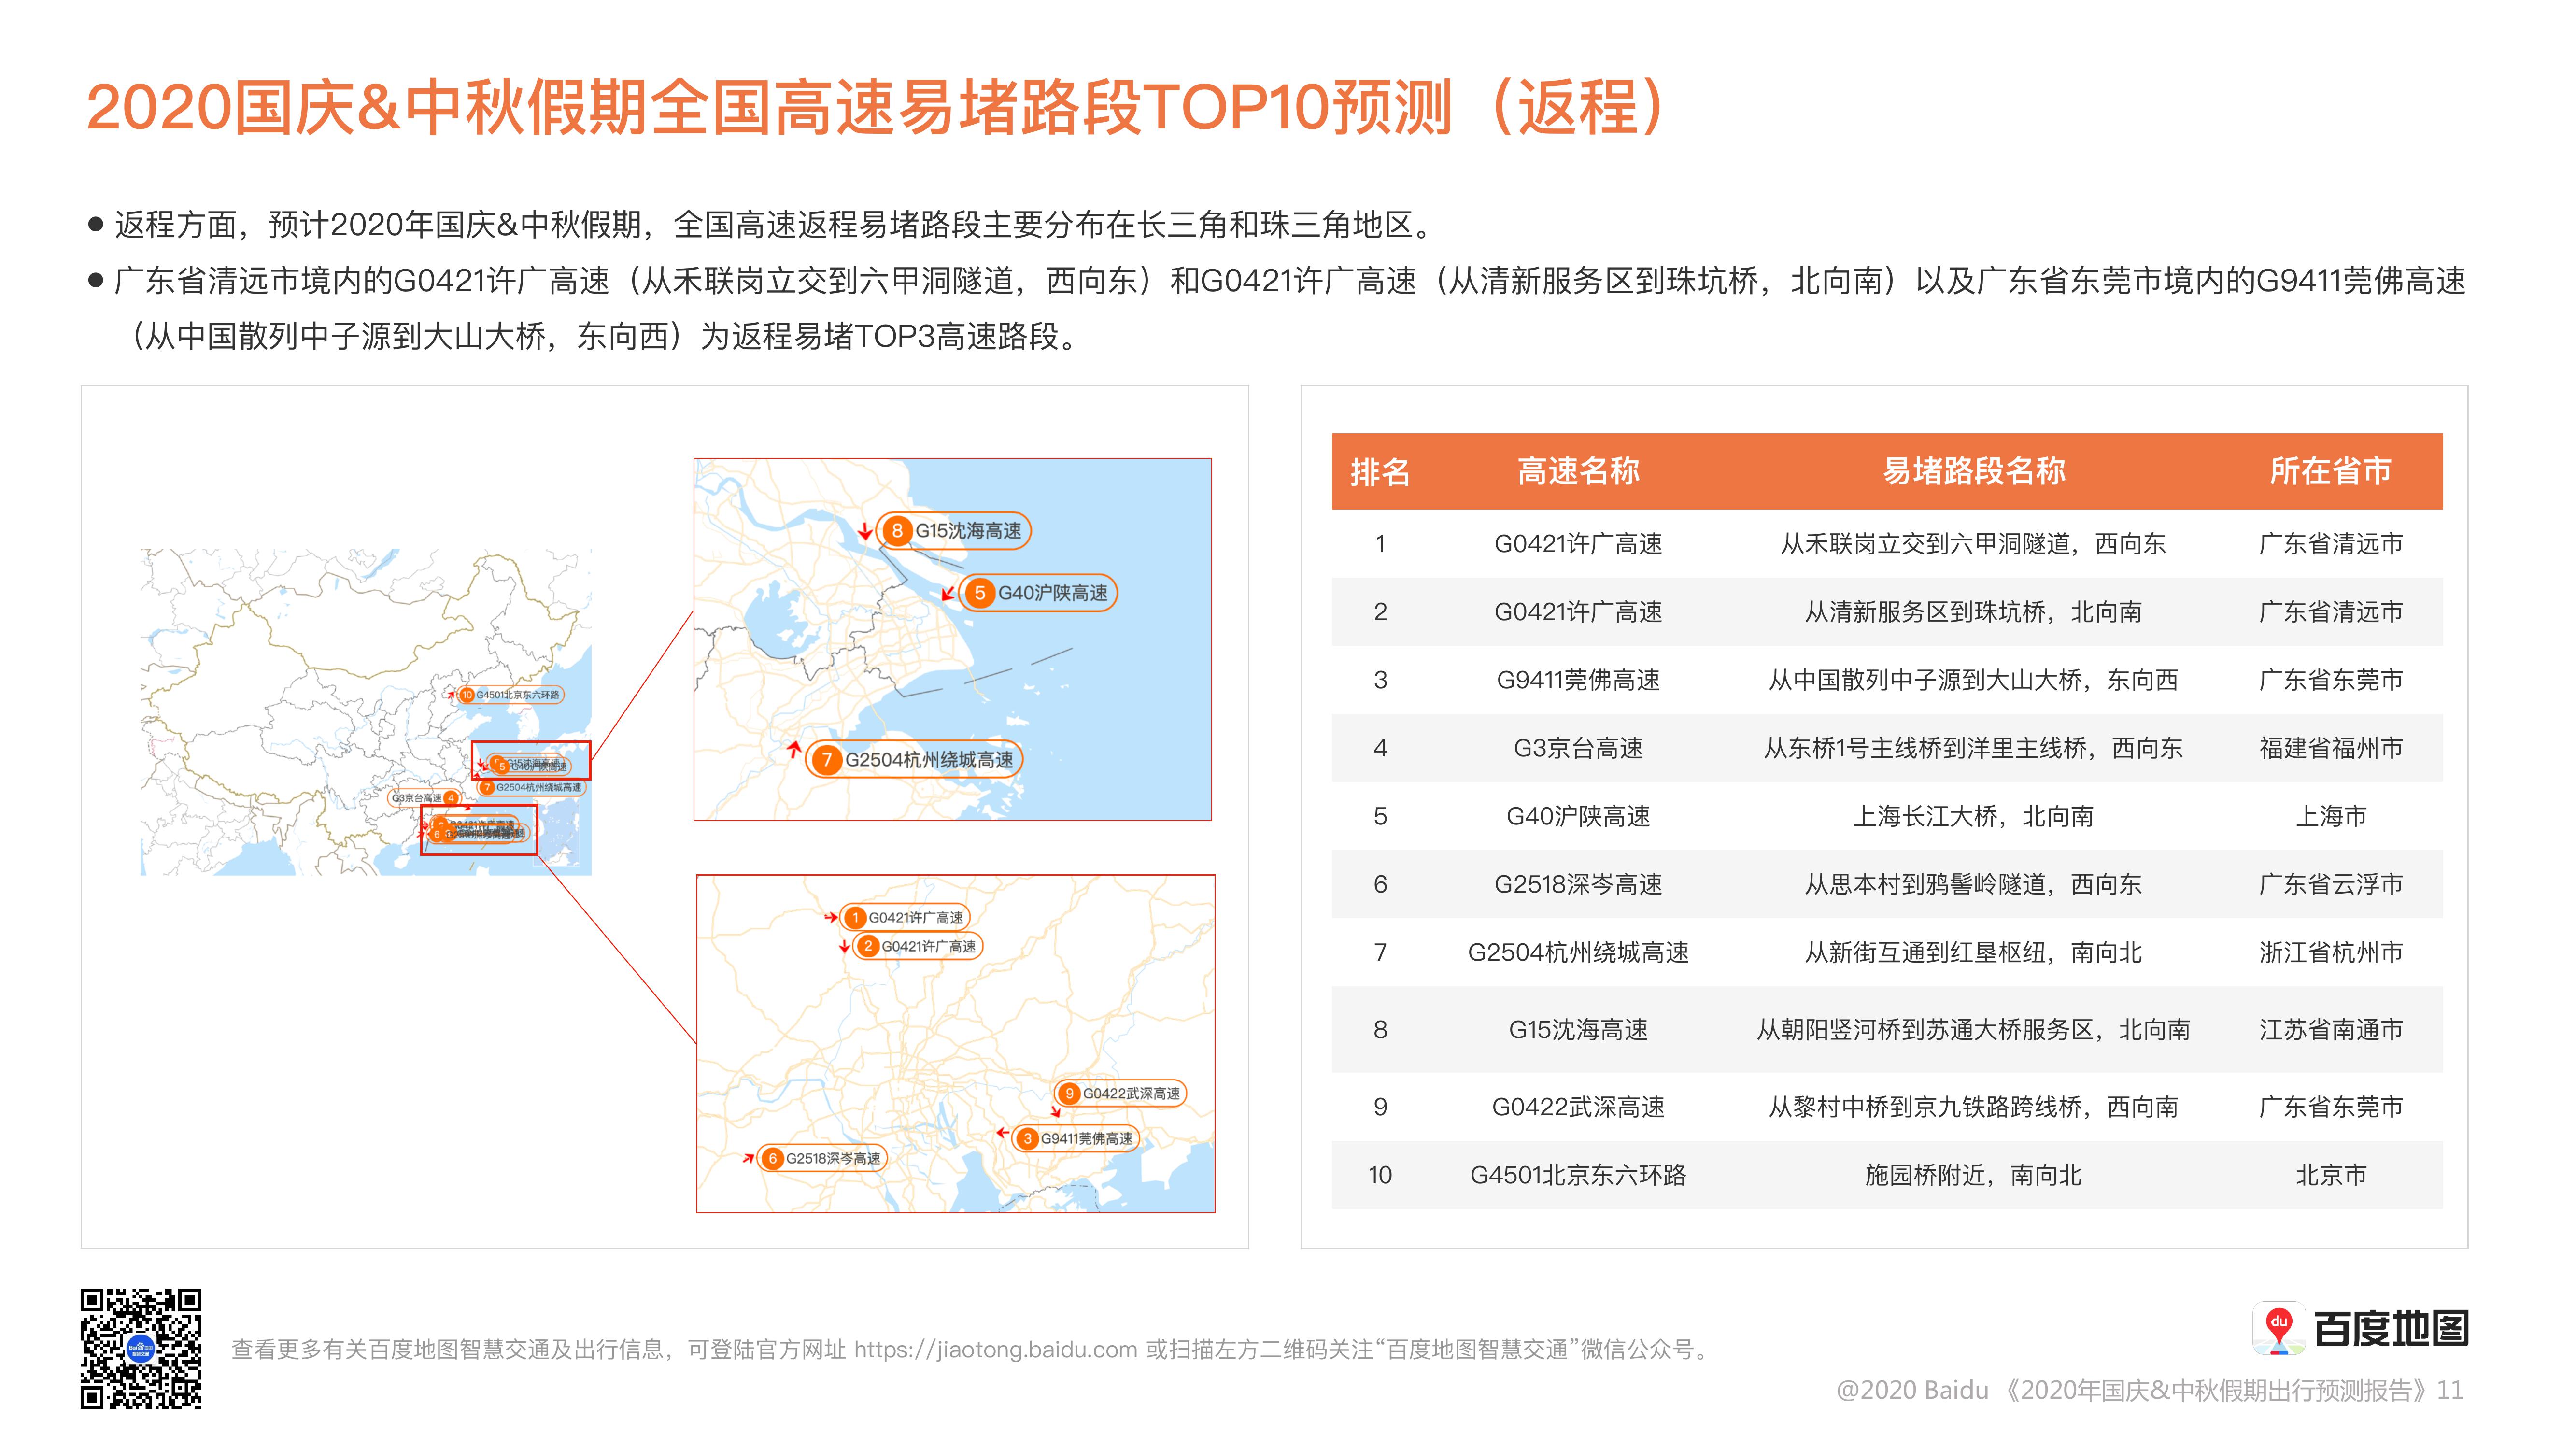 2020国庆&中秋假期全国高速易堵路段TOP10预测（返程）
● 返程方面，预计2020年国庆&中秋假期，全国高速返程易堵路段主要分布在长三角和珠三角地区。
● 广东省清远市境内的G0421许广高速（从禾联岗立交到六甲洞隧道，西向东）和G0421许广高速（从清新服务区到珠坑桥，北向南）以及广东省东莞市境内的G9411莞佛高速
（从中国散列中子源到大山大桥，东向西）为返程易堵TOP3高速路段。
10 G4501北京东六环路
5 G40沪陕高速
7 G2504杭州绕城高速
G3京台高速 4
8 G15沈海高速
5 G40沪陕高速
7 G2504杭州绕城高速
1 G0421许广高速
2 G0421许广高速
9 G0422武深高速
3 G9411莞佛高速
6 G2518深岑高速
排名 高速名称 易堵路段名称 所在省市
1 G0421许广高速 从禾联岗立交到六甲洞隧道，西向东 广东省清远市
2 G0421许广高速 从清新服务区到珠坑桥，北向南 广东省清远市
3 G9411莞佛高速 从中国散列中子源到大山大桥，东向西 广东省东莞市
4 G3京台高速 从东桥1号主线桥到洋里主线桥，西向东 福建省福州市
5 G40沪陕高速 上海长江大桥，北向南 上海市
6 G2518深岑高速 从思本村到鸦髻岭隧道，西向东 广东省云浮市
7 G2504杭州绕城高速 从新街互通到红垦枢纽，南向北 浙江省杭州市
8 G15沈海高速 从朝阳竖河桥到苏通大桥服务区，北向南 江苏省南通市
9 G0422武深高速 从黎村中桥到京九铁路跨线桥，西向南 广东省东莞市
10 G4501北京东六环路 施园桥附近，南向北 北京市
查看更多有关百度地图智慧交通及出行信息，可登陆官方网址 https://jiaotong.baidu.com 或扫描左方二维码关注“百度地图智慧交通”微信公众号。
du 百度地图
@2020 Baidu 《2020年国庆&中秋假期出行预测报告》11